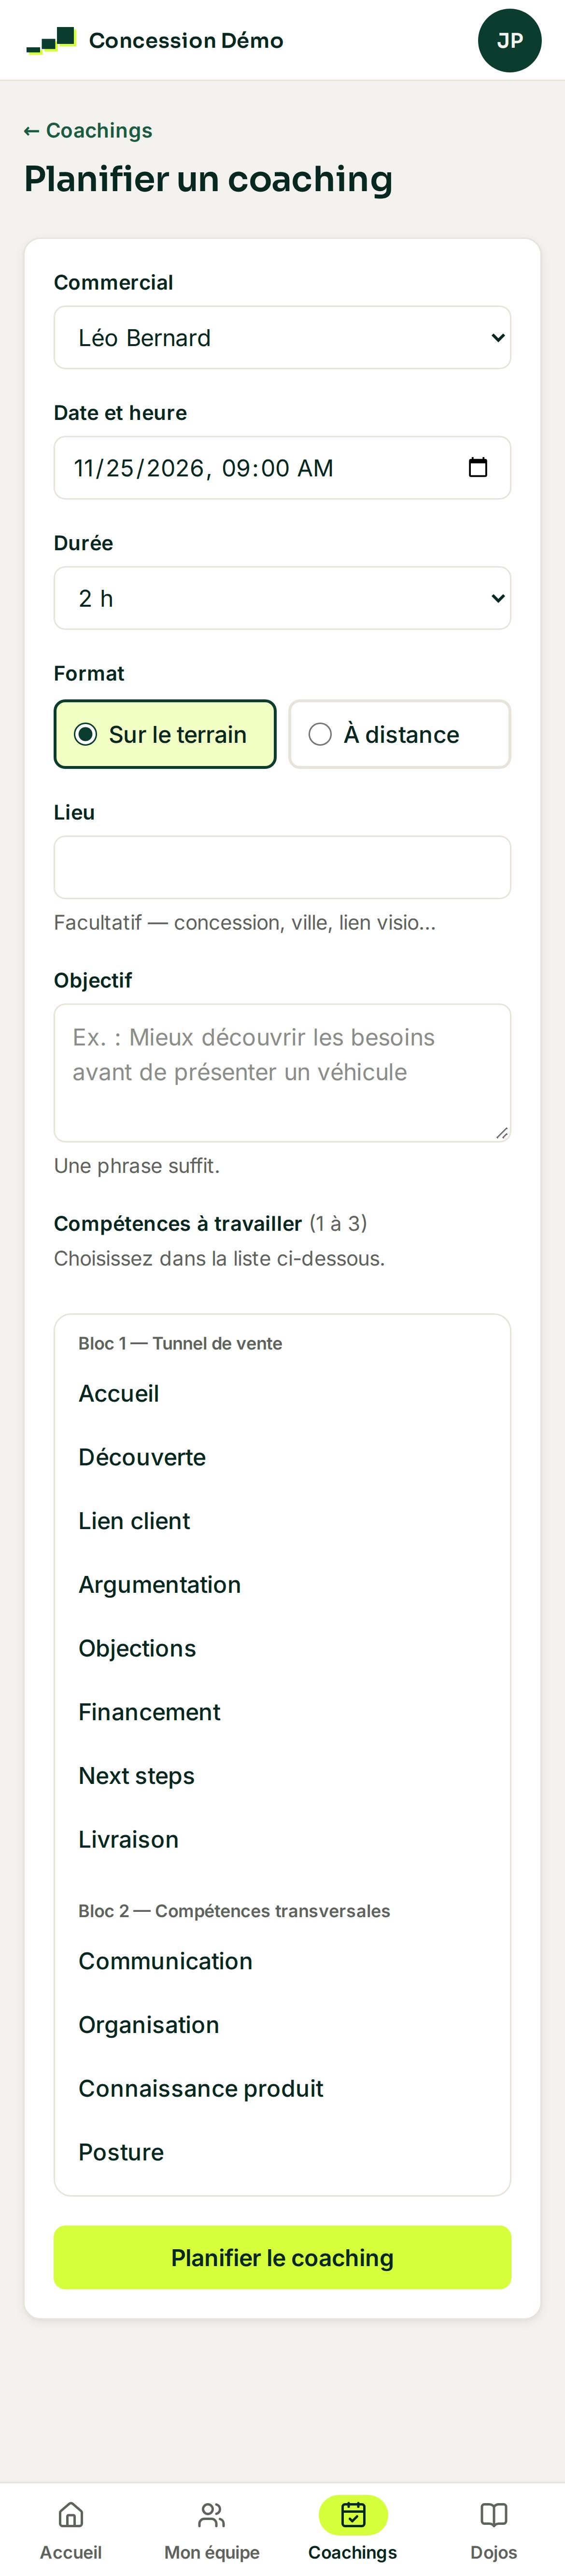 Concession Démo
JP
← Coachings
Planifier un coaching
Commercial
Léo Bernard
Date et heure
11/25/2026, 09:00 AM
Durée
2 h
Format
Sur le terrain
À distance
Lieu
Facultatif — concession, ville, lien visio...
Objectif
Ex. : Mieux découvrir les besoins
avant de présenter un véhicule
Une phrase suffit.
Compétences à travailler (1 à 3)
Choisissez dans la liste ci-dessous.
Bloc 1 — Tunnel de vente
Accueil
Découverte
Lien client
Argumentation
Objections
Financement
Next steps
Livraison
Bloc 2 — Compétences transversales
Communication
Organisation
Connaissance produit
Posture
Planifier le coaching
Accueil
Mon équipe
Coachings
Dojos